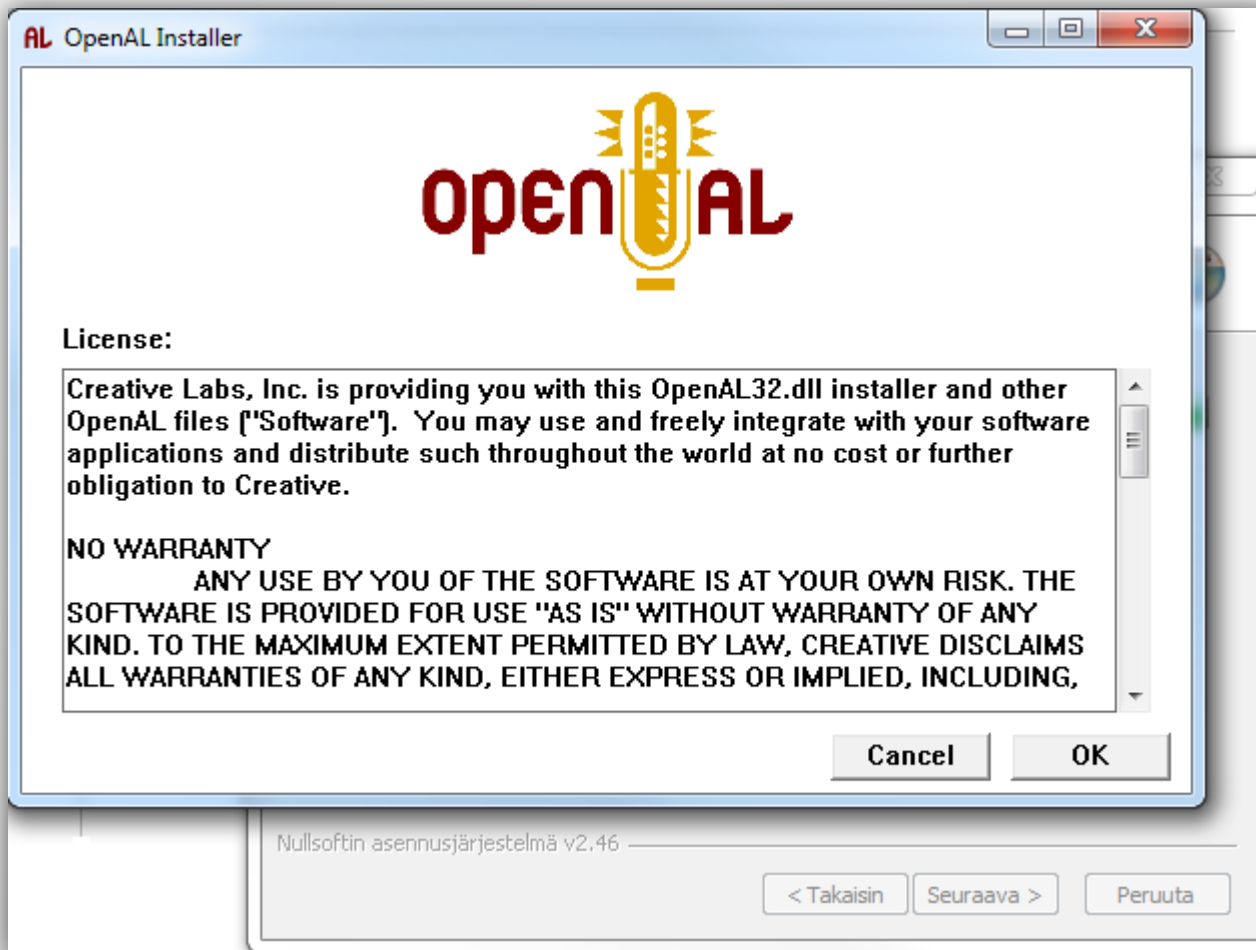 AL OpenAL Installer
OPENAL
License:
Creative Labs, Inc. is providing you with this OpenAL32.dll installer and other
OpenAL files ("Software"). You may use and freely integrate with your software
applications and distribute such throughout the world at no cost or further
obligation to Creative.
NO WARRANTY
ANY USE BY YOU OF THE SOFTWARE IS AT YOUR OWN RISK. THE
SOFTWARE IS PROVIDED FOR USE "AS IS" WITHOUT WARRANTY OF ANY
KIND. TO THE MAXIMUM EXTENT PERMITTED BY LAW, CREATIVE DISCLAIMS
ALL WARRANTIES OF ANY KIND, EITHER EXPRESS OR IMPLIED, INCLUDING,
Cancel OK
Nullsoftin asennusjärjestelmä v2.46
< Takaisin Seuraava > Peruuta